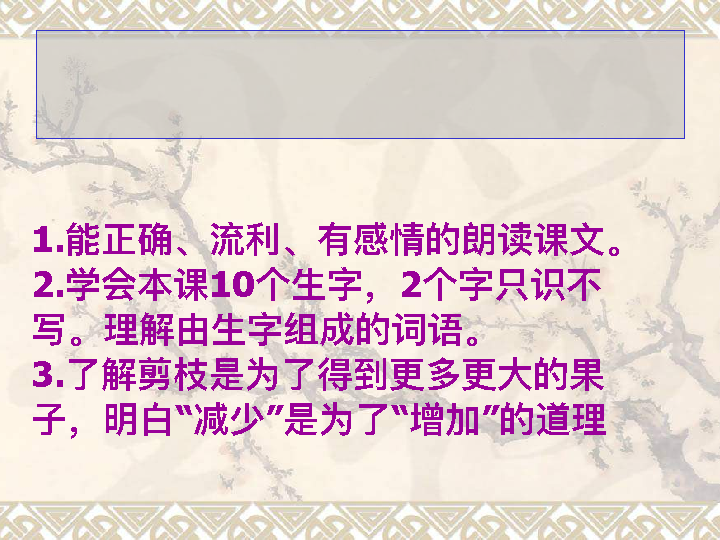 1.能正确、流利、有感情的朗读课文。
2.学会本课10个生字，2个字只识不
写。理解由生字组成的词语。
3.了解剪枝是为了得到更多更大的果
子，明白“减少”是为了“增加”的道理